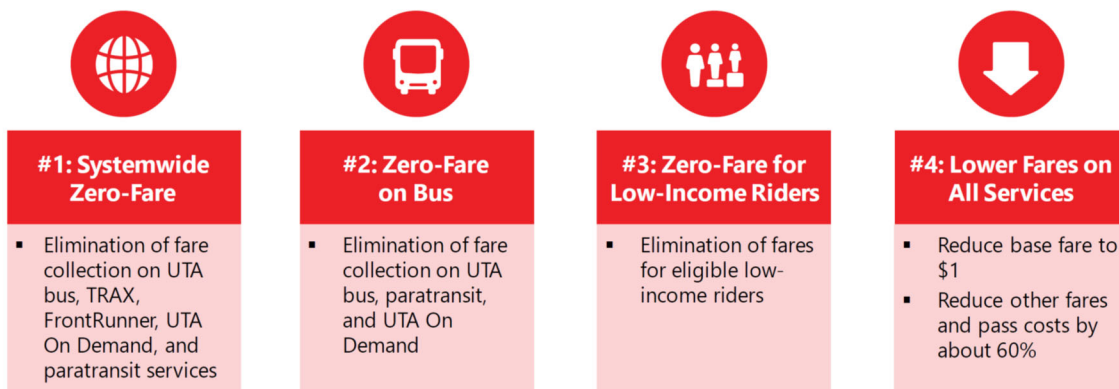 #1: Systemwide
Zero-Fare
▪ Elimination of fare
collection on UTA
bus, TRAX,
FrontRunner, UTA
On Demand, and
paratransit services
#2: Zero-Fare
on Bus
▪ Elimination of fare
collection on UTA
bus, paratransit,
and UTA On
Demand
#3: Zero-Fare for
Low-Income Riders
▪ Elimination of fares
for eligible low-
income riders
#4: Lower Fares on
All Services
▪ Reduce base fare to
$1
▪ Reduce other fares
and pass costs by
about 60%